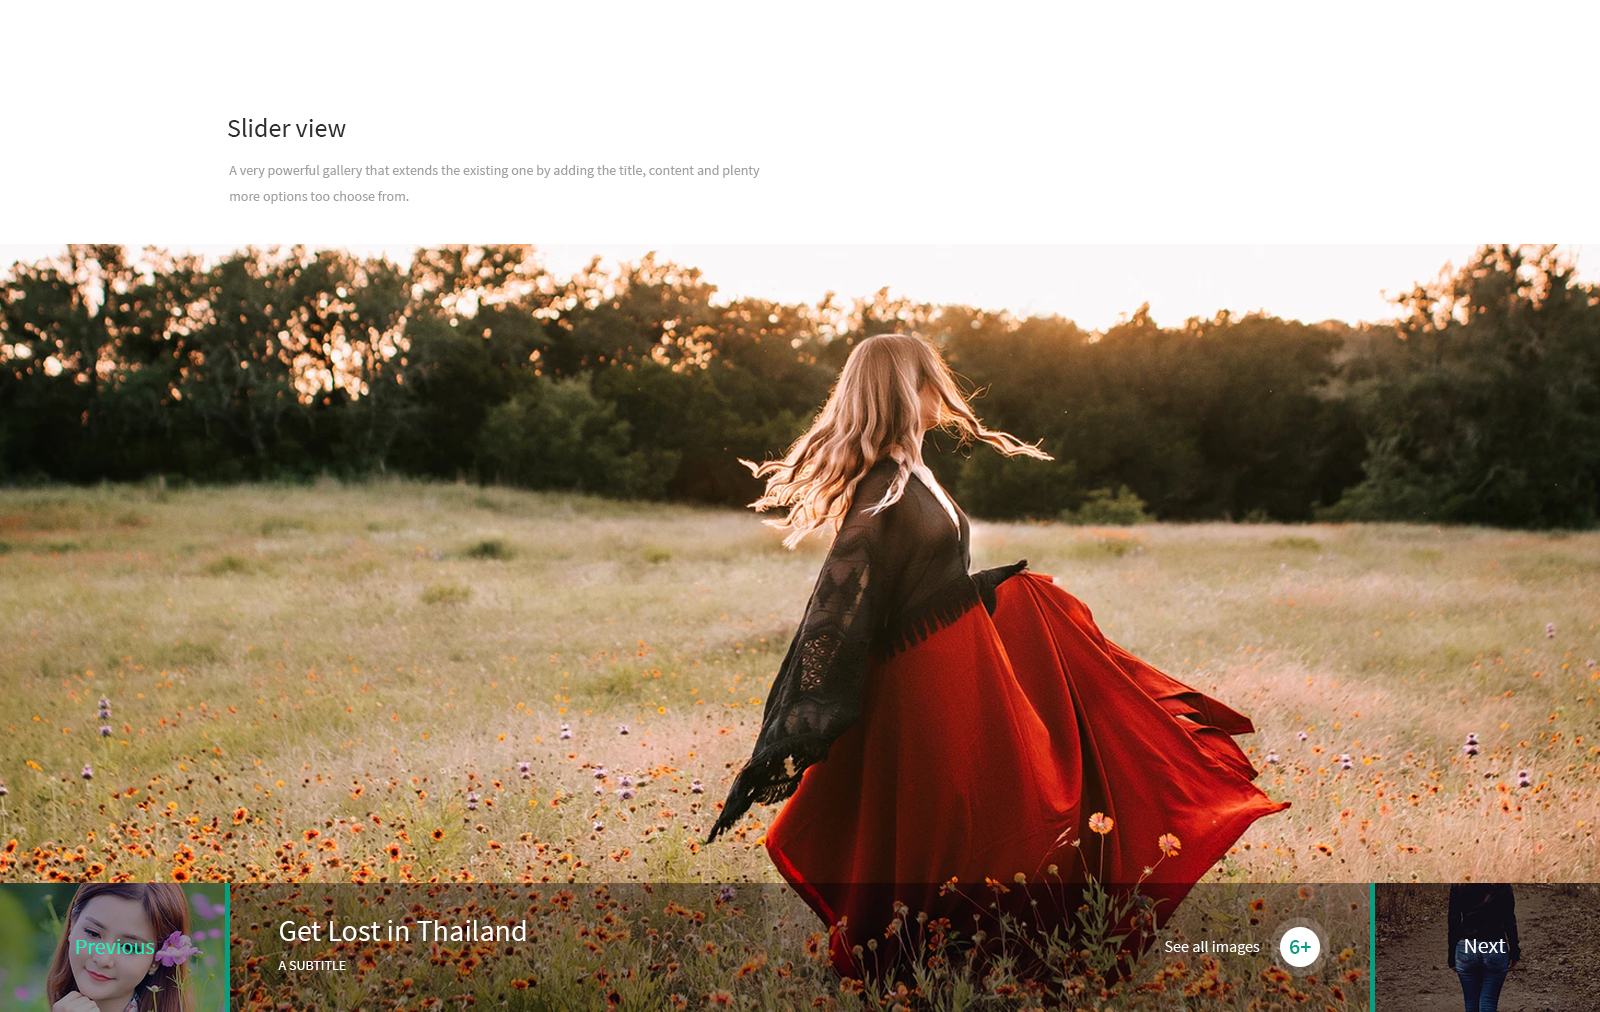 Slider view
A very powerful gallery that extends the existing one by adding the title, content and plenty
more options too choose from.
Previous
Get Lost in Thailand
A SUBTITLE
See all images
6+
Next